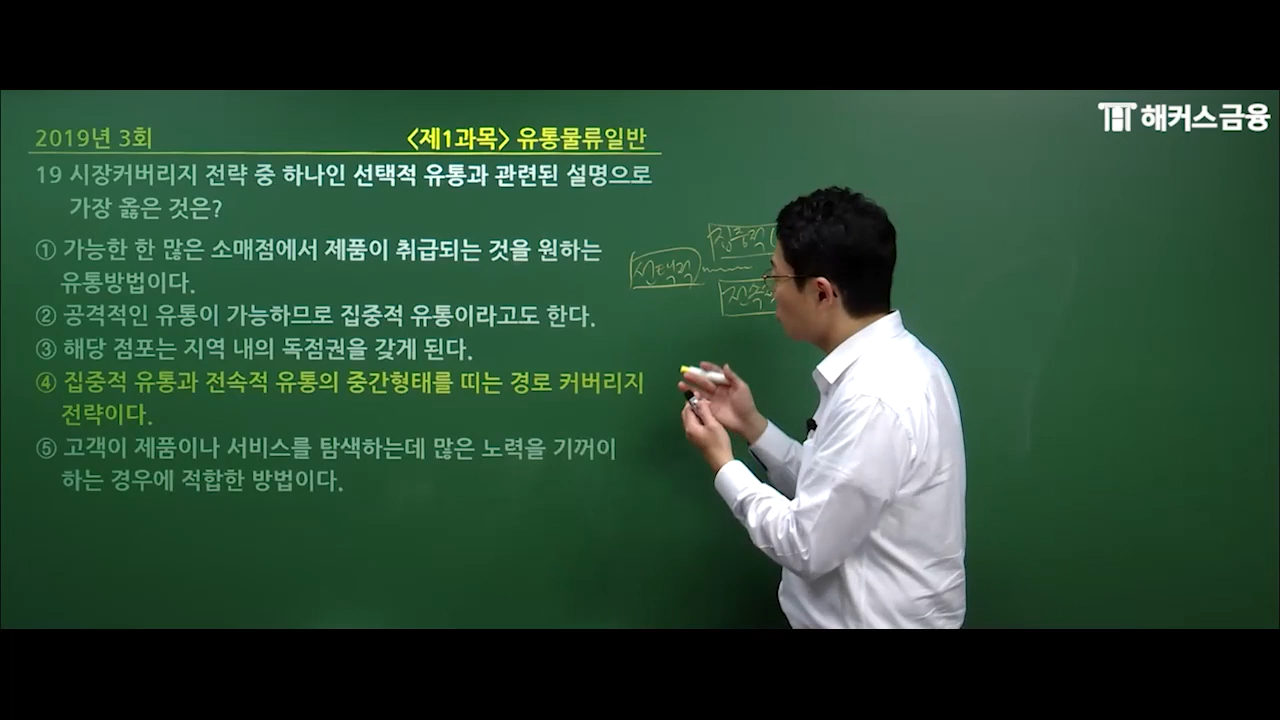 해커스금융
2019년 3회
<제1과목> 유통물류일반
19 시장커버리지 전략 중 하나인 선택적 유통과 관련된 설명으로
가장 옳은 것은?
① 가능한 한 많은 소매점에서 제품이 취급되는 것을 원하는
유통방법이다.
② 공격적인 유통이 가능하므로 집중적 유통이라고도 한다.
③ 해당 점포는 지역 내의 독점권을 갖게 된다.
④ 집중적 유통과 전속적 유통의 중간형태를 띠는 경로 커버리지
전략이다.
⑤ 고객이 제품이나 서비스를 탐색하는데 많은 노력을 기꺼이
하는 경우에 적합한 방법이다.
집중적
선택적